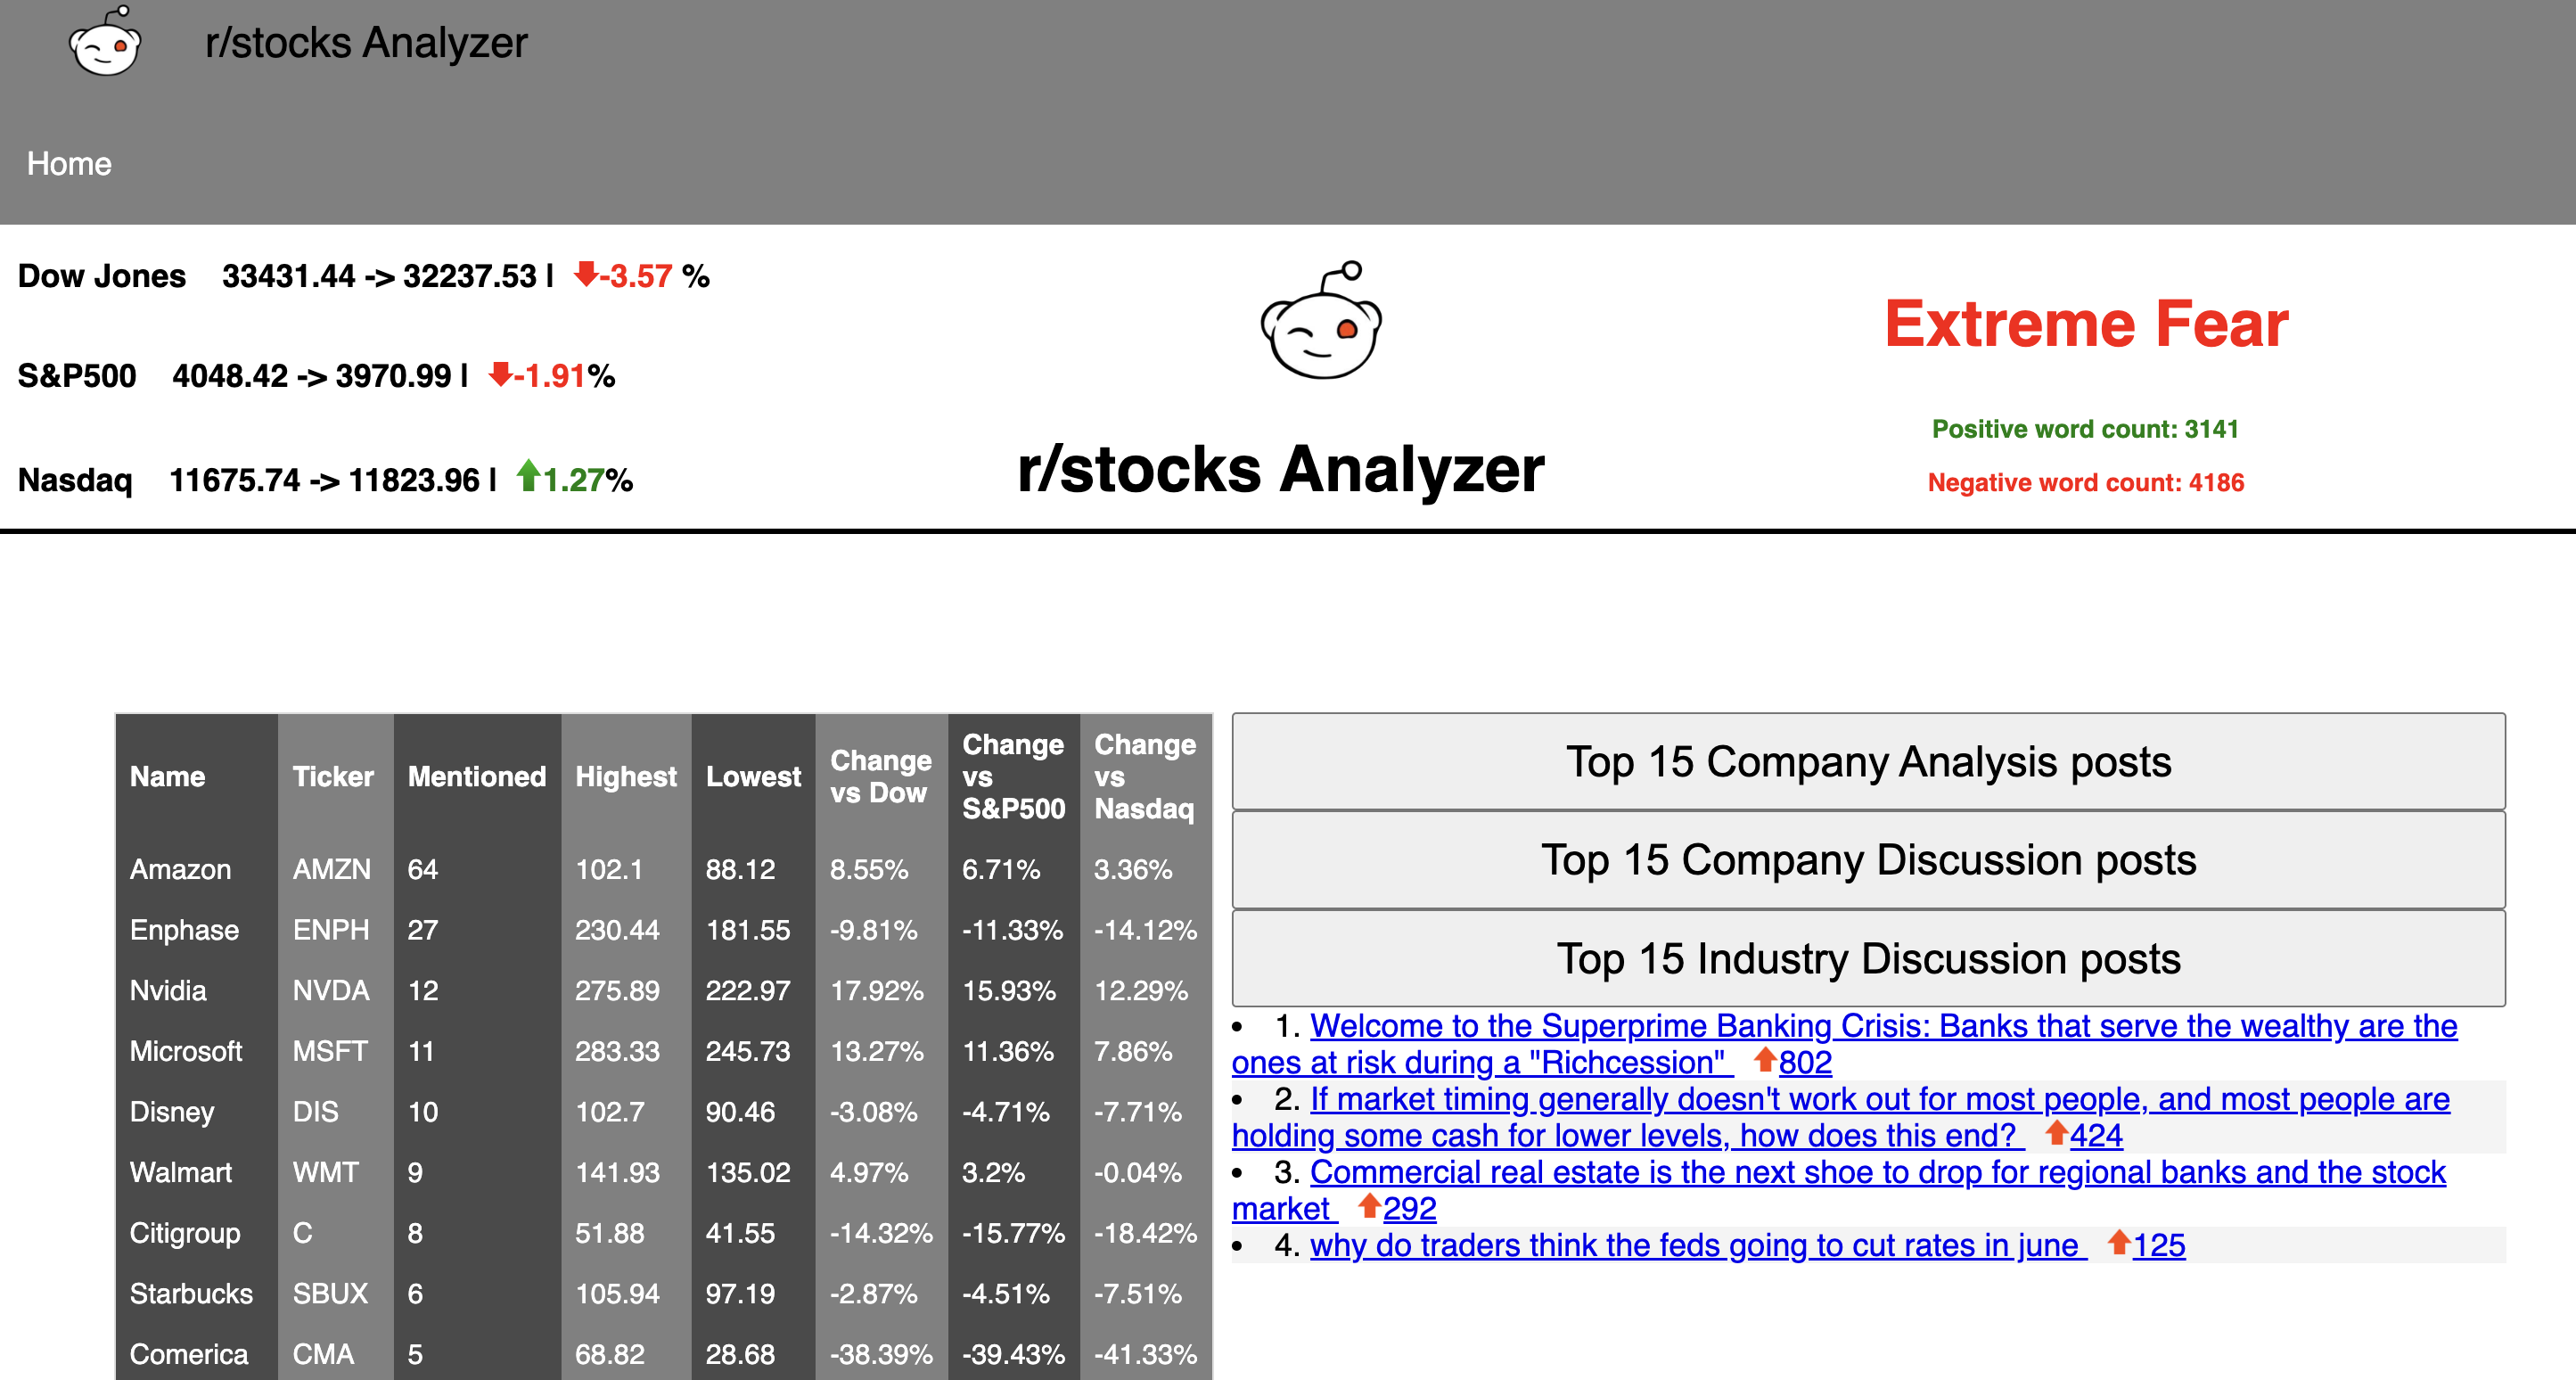 r/stocks Analyzer
Home
Dow Jones 33431.44 -> 32237.53 | -3.57 %
S&P500 4048.42 -> 3970.99 | -1.91%
Nasdaq 11675.74 -> 11823.96 | 1.27%
r/stocks Analyzer
Extreme Fear
Positive word count: 3141
Negative word count: 4186
Name Ticker Mentioned Highest Lowest Change vs Dow Change vs S&P500 Change vs Nasdaq
Amazon AMZN 64 102.1 88.12 8.55% 6.71% 3.36%
Enphase ENPH 27 230.44 181.55 -9.81% -11.33% -14.12%
Nvidia NVDA 12 275.89 222.97 17.92% 15.93% 12.29%
Microsoft MSFT 11 283.33 245.73 13.27% 11.36% 7.86%
Disney DIS 10 102.7 90.46 -3.08% -4.71% -7.71%
Walmart WMT 9 141.93 135.02 4.97% 3.2% -0.04%
Citigroup C 8 51.88 41.55 -14.32% -15.77% -18.42%
Starbucks SBUX 6 105.94 97.19 -2.87% -4.51% -7.51%
Comerica CMA 5 68.82 28.68 -38.39% -39.43% -41.33%
Top 15 Company Analysis posts
Top 15 Company Discussion posts
Top 15 Industry Discussion posts
• 1. Welcome to the Superprime Banking Crisis: Banks that serve the wealthy are the
ones at risk during a "Richcession" 802
• 2. If market timing generally doesn't work out for most people, and most people are
holding some cash for lower levels, how does this end? 424
• 3. Commercial real estate is the next shoe to drop for regional banks and the stock
market 292
• 4. why do traders think the feds going to cut rates in june 125